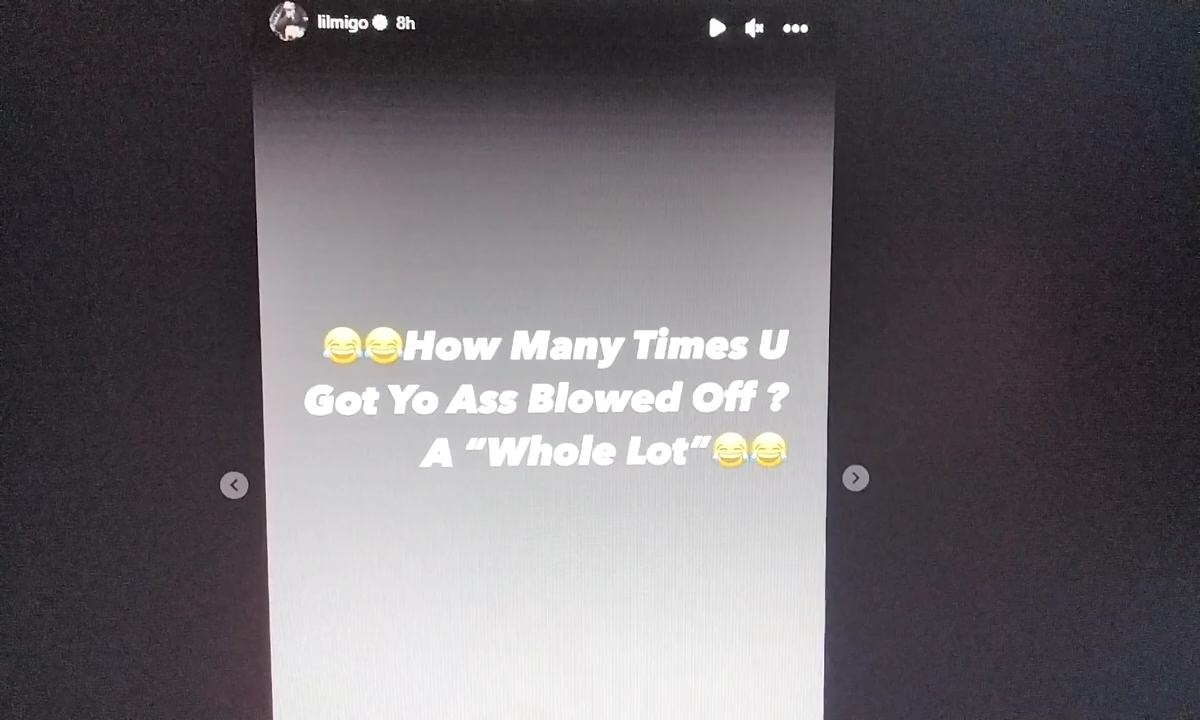 lilmigo 8h
😂😂How Many Times U
Got Yo Ass Blowed Off ?
A “Whole Lot”😂😂